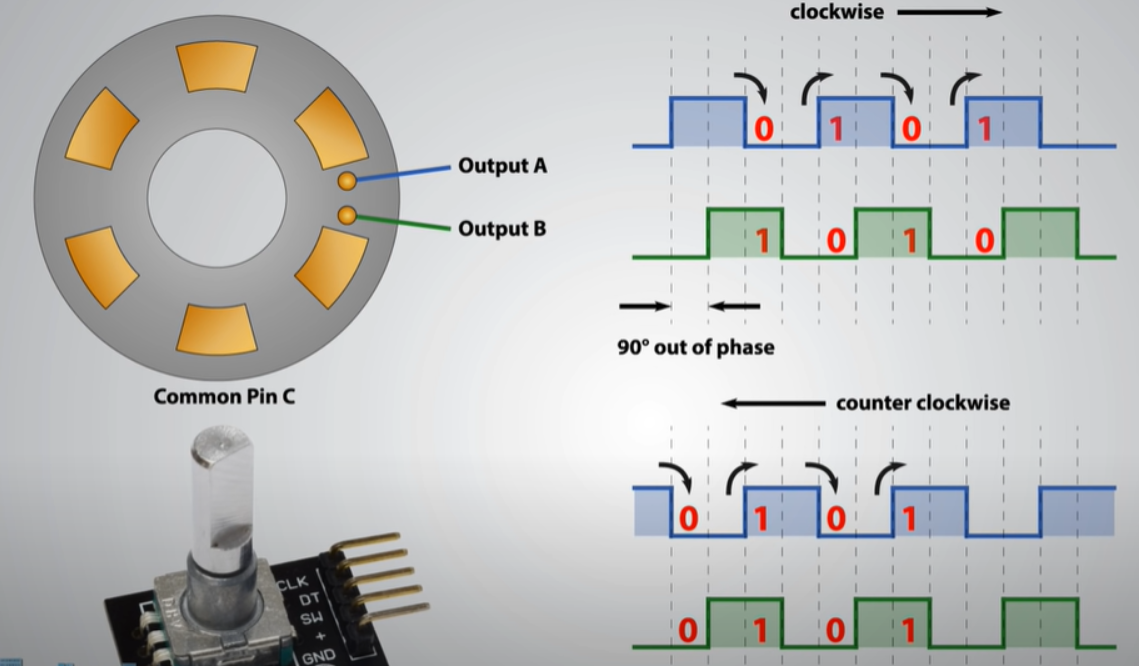 clockwise
0 1 0 1
Output A
Output B
1 0 1 0
90° out of phase
Common Pin C
counter clockwise
0 1 0 1
0 1 0 1
CLK
DT
SW
+
GND